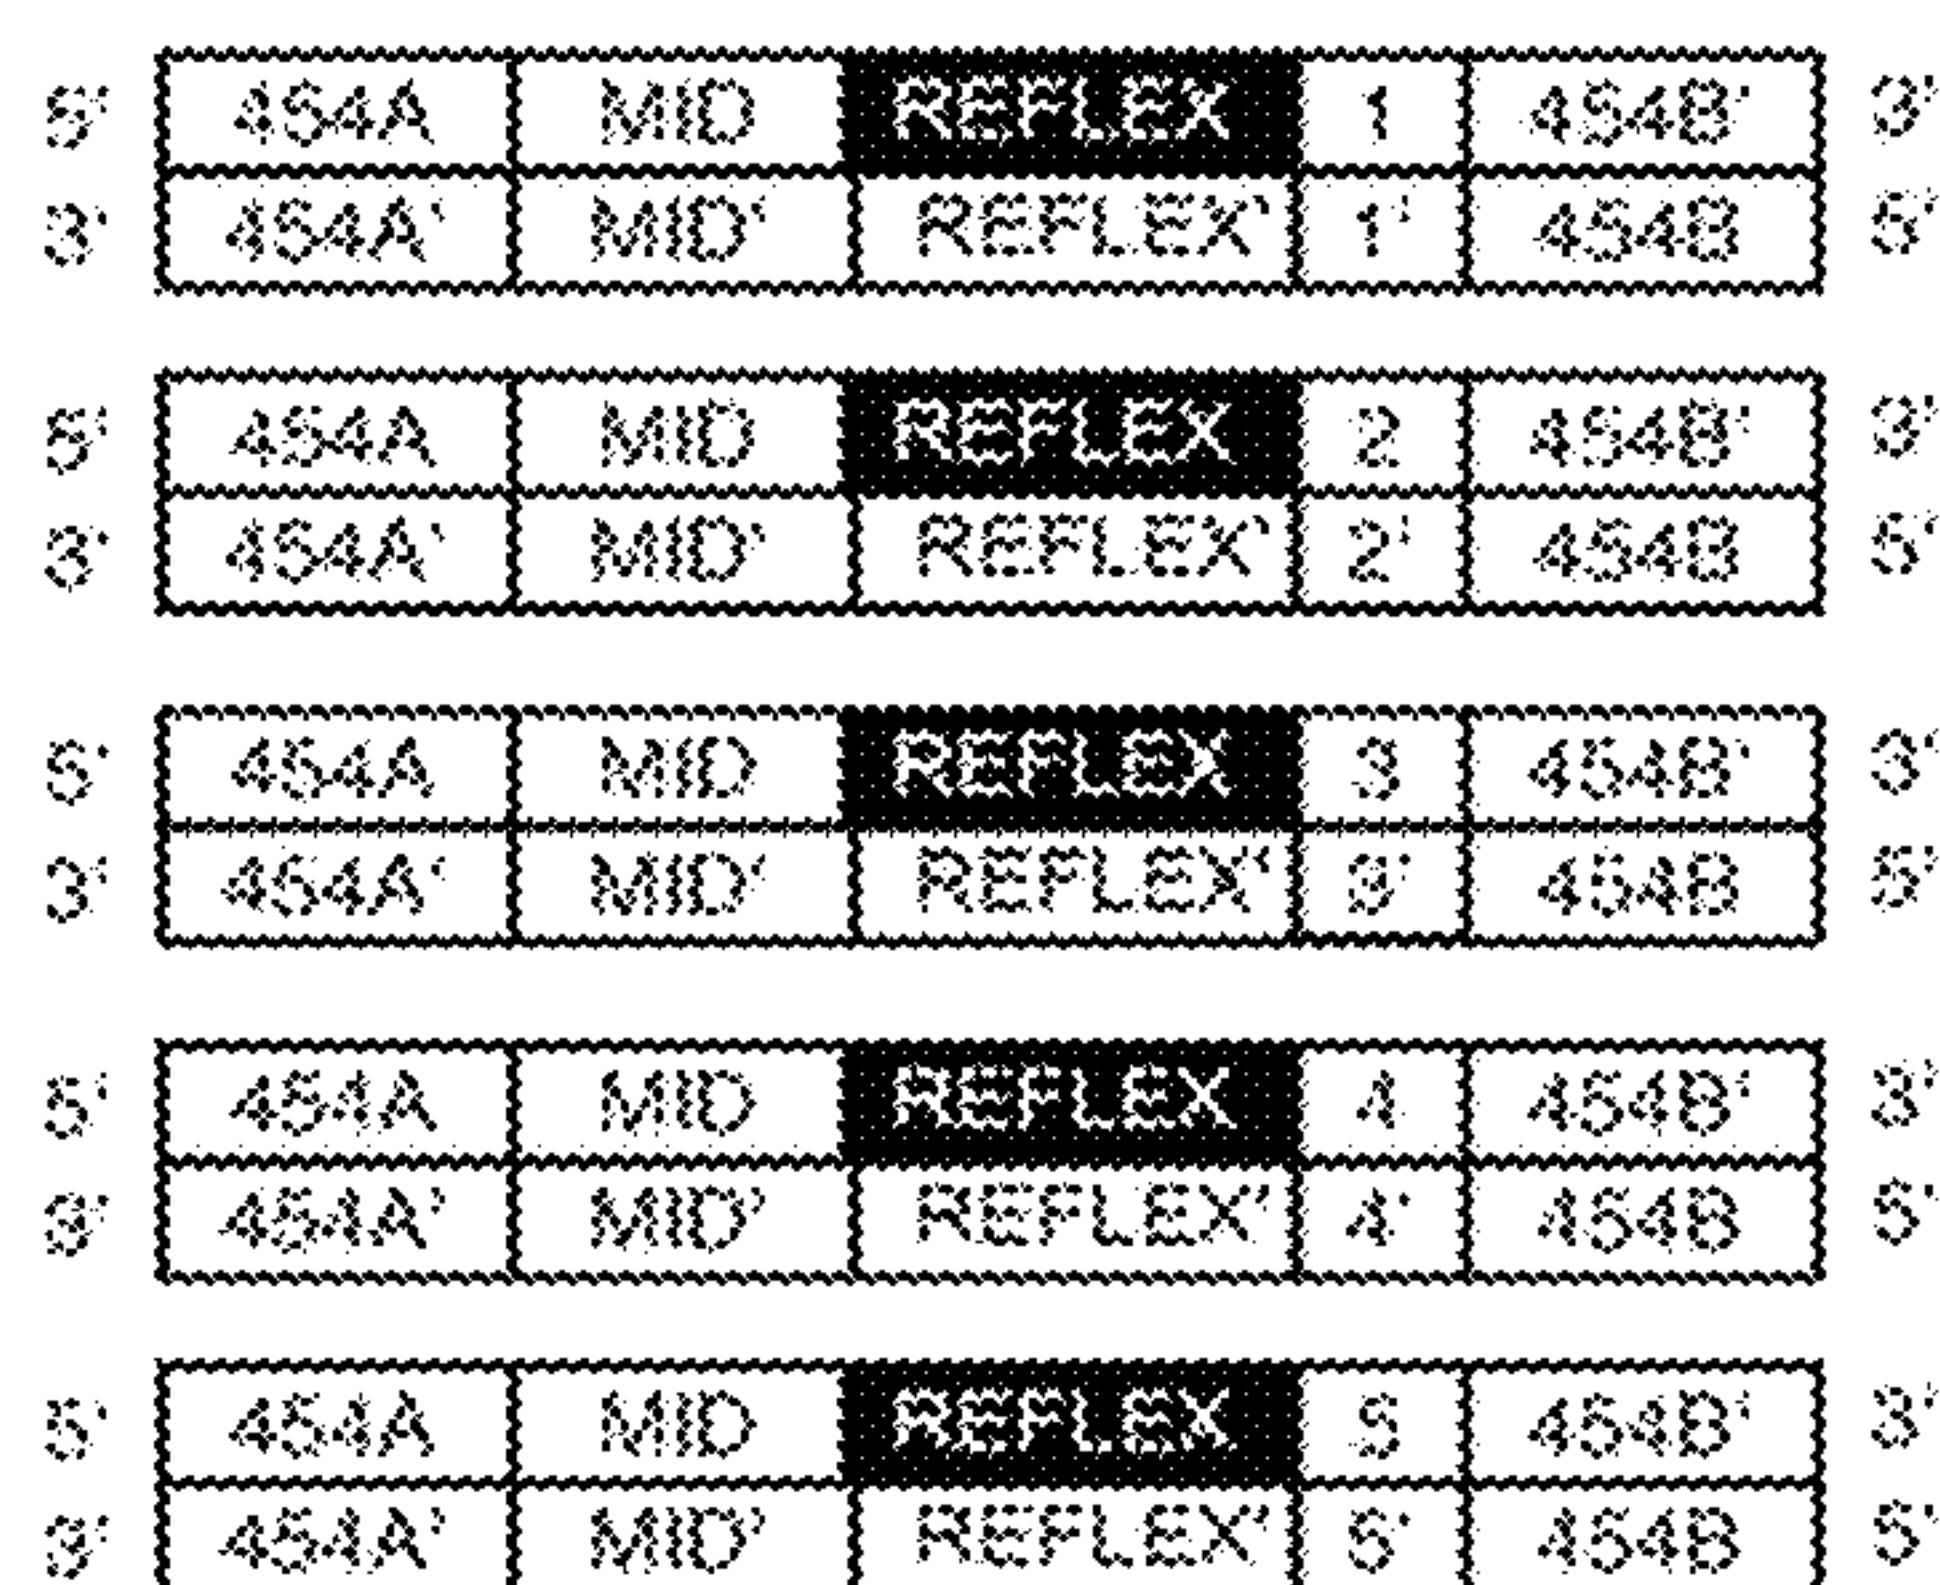 5' 454A MID REFLEX 1 454B' 3'
3' 454A' MID' REFLEX' 1' 454B 5'
5' 454A MID REFLEX 2 454B' 3'
3' 454A' MID' REFLEX' 2' 454B 5'
5' 454A MID REFLEX 3 454B' 3'
3' 454A' MID' REFLEX' 3' 454B 5'
5' 454A MID REFLEX 4 454B' 3'
3' 454A' MID' REFLEX' 4' 454B 5'
5' 454A MID REFLEX 5 454B' 3'
3' 454A' MID' REFLEX' 5' 454B 5'